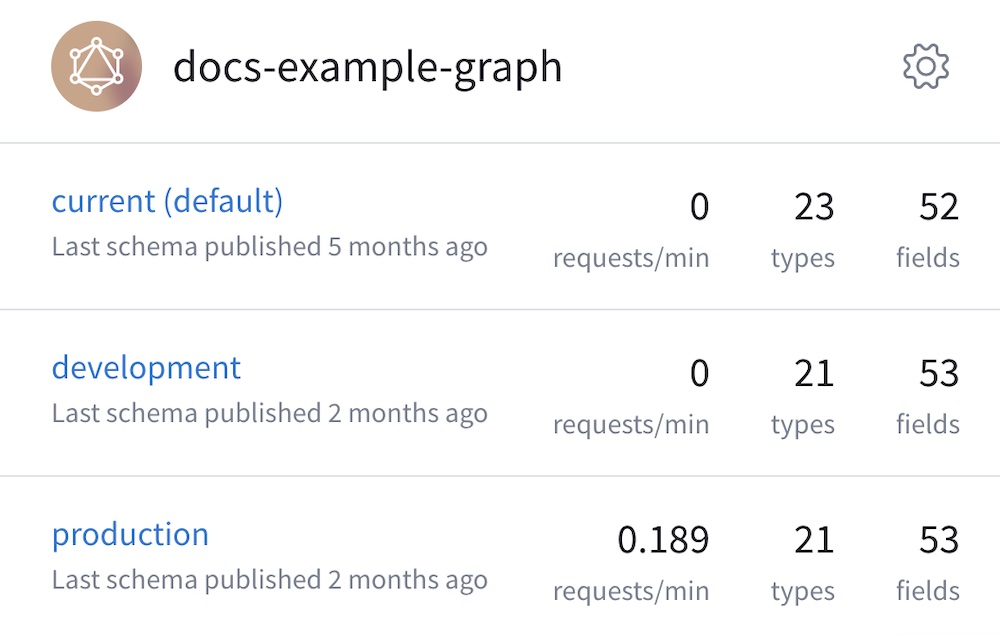 docs-example-graph
current (default)
Last schema published 5 months ago
0
requests/min
23
types
52
fields
development
Last schema published 2 months ago
0
requests/min
21
types
53
fields
production
Last schema published 2 months ago
0.189
requests/min
21
types
53
fields